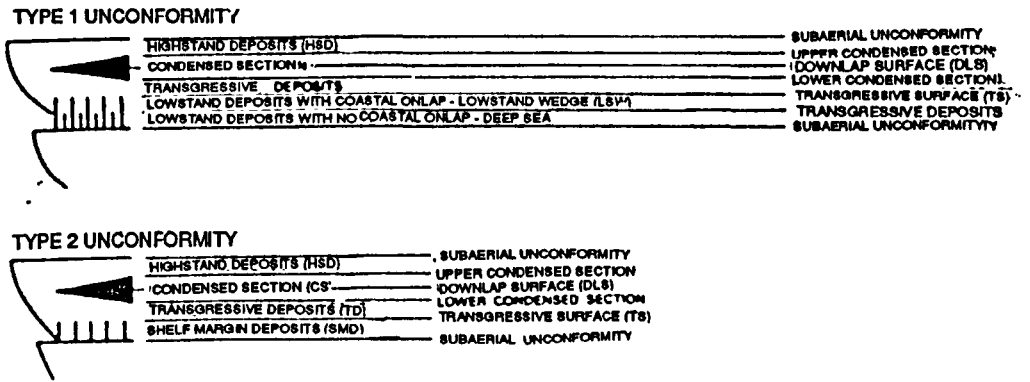 TYPE 1 UNCONFORMITY
SUBAERIAL UNCONFORMITY
HIGHSTAND DEPOSITS (HSD)
UPPER CONDENSED SECTION
CONDENSED SECTION
DOWNLAP SURFACE (DLS)
LOWER CONDENSED SECTION
TRANSGRESSIVE DEPOSITS
TRANSGRESSIVE SURFACE (TS)
LOWSTAND DEPOSITS WITH COASTAL ONLAP - LOWSTAND WEDGE
TRANSGRESSIVE DEPOSITS
LOWSTAND DEPOSITS WITH NO COASTAL ONLAP - DEEP SEA
SUBAERIAL UNCONFORMITYTY
TYPE 2 UNCONFORMITY
SUBAERIAL UNCONFORMITY
HIGHSTAND DEPOSITS (HSD)
UPPER CONDENSED SECTION
CONDENSED SECTION (CS
DOWNLAP SURFACE (DLS)
LOWER CONDENSED SECTION
TRANSGRESSIVE DEPOSITS (TD)
TRANSGRESSIVE SURFACE (TS)
SHELF MARGIN DEPOSITS (SMD)
SUBAERIAL UNCONFORMITY